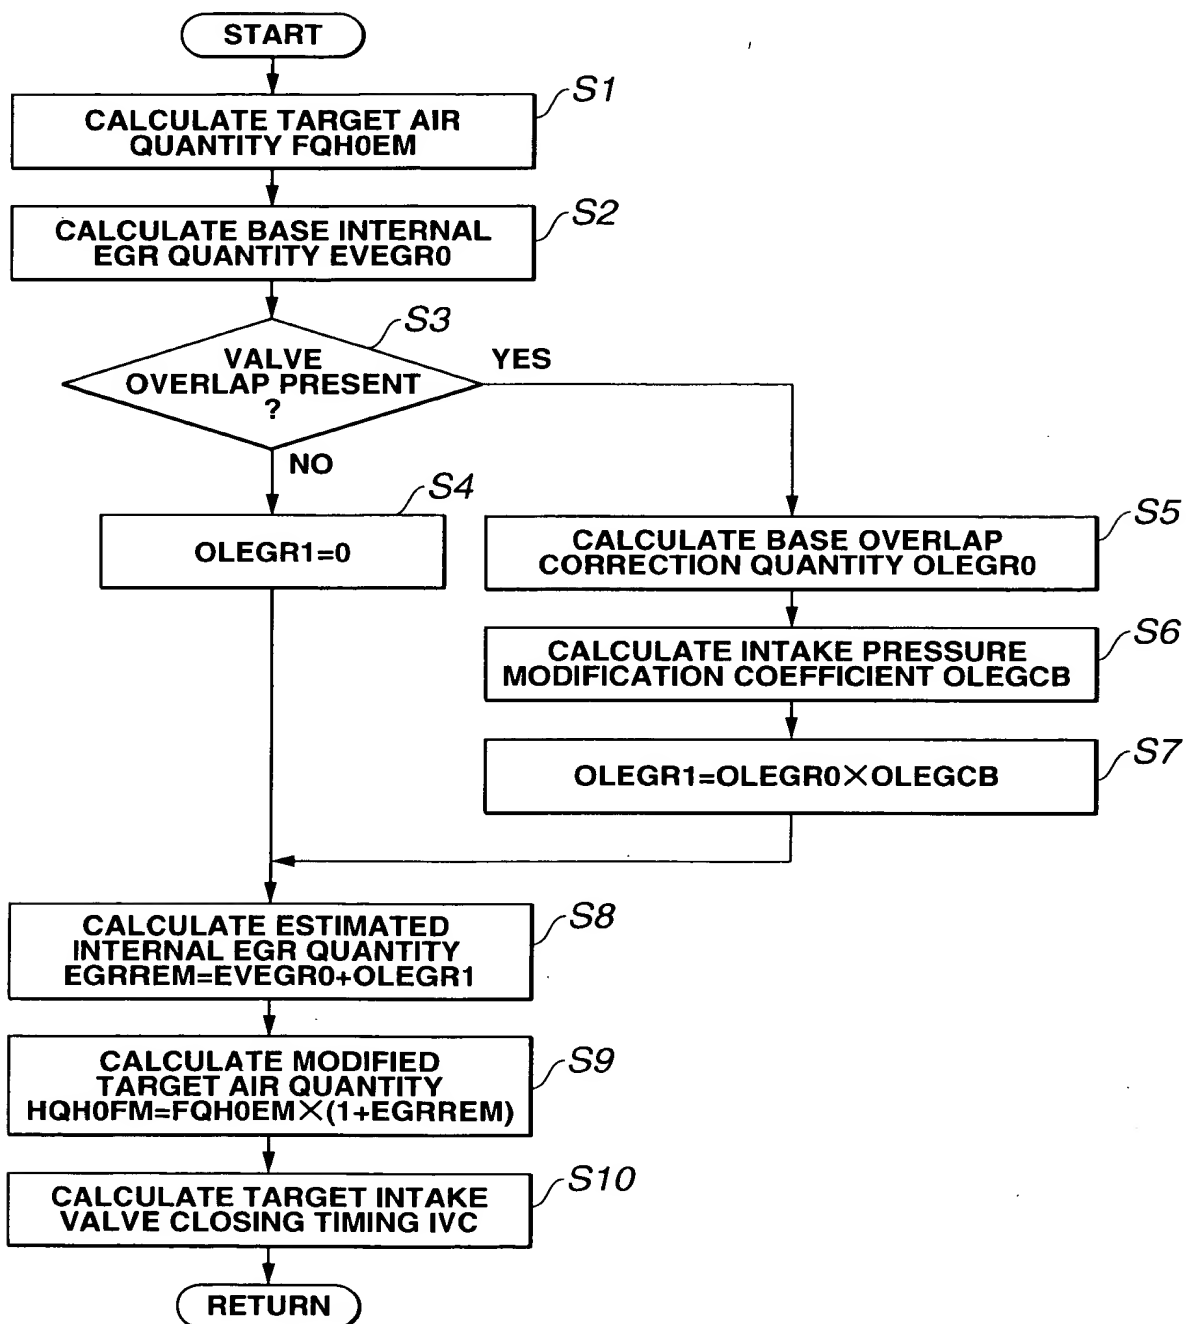 START
S1
CALCULATE TARGET AIR
QUANTITY FQH0EM
S2
CALCULATE BASE INTERNAL
EGR QUANTITY EVEGR0
S3
VALVE
OVERLAP PRESENT
?
YES
NO
S4
OLEGR1=0
S5
CALCULATE BASE OVERLAP
CORRECTION QUANTITY OLEGR0
S6
CALCULATE INTAKE PRESSURE
MODIFICATION COEFFICIENT OLEGCB
S7
OLEGR1=OLEGR0×OLEGCB
S8
CALCULATE ESTIMATED
INTERNAL EGR QUANTITY
EGRREM=EVEGR0+OLEGR1
S9
CALCULATE MODIFIED
TARGET AIR QUANTITY
HQH0FM=FQH0EM×(1+EGRREM)
S10
CALCULATE TARGET INTAKE
VALVE CLOSING TIMING IVC
RETURN